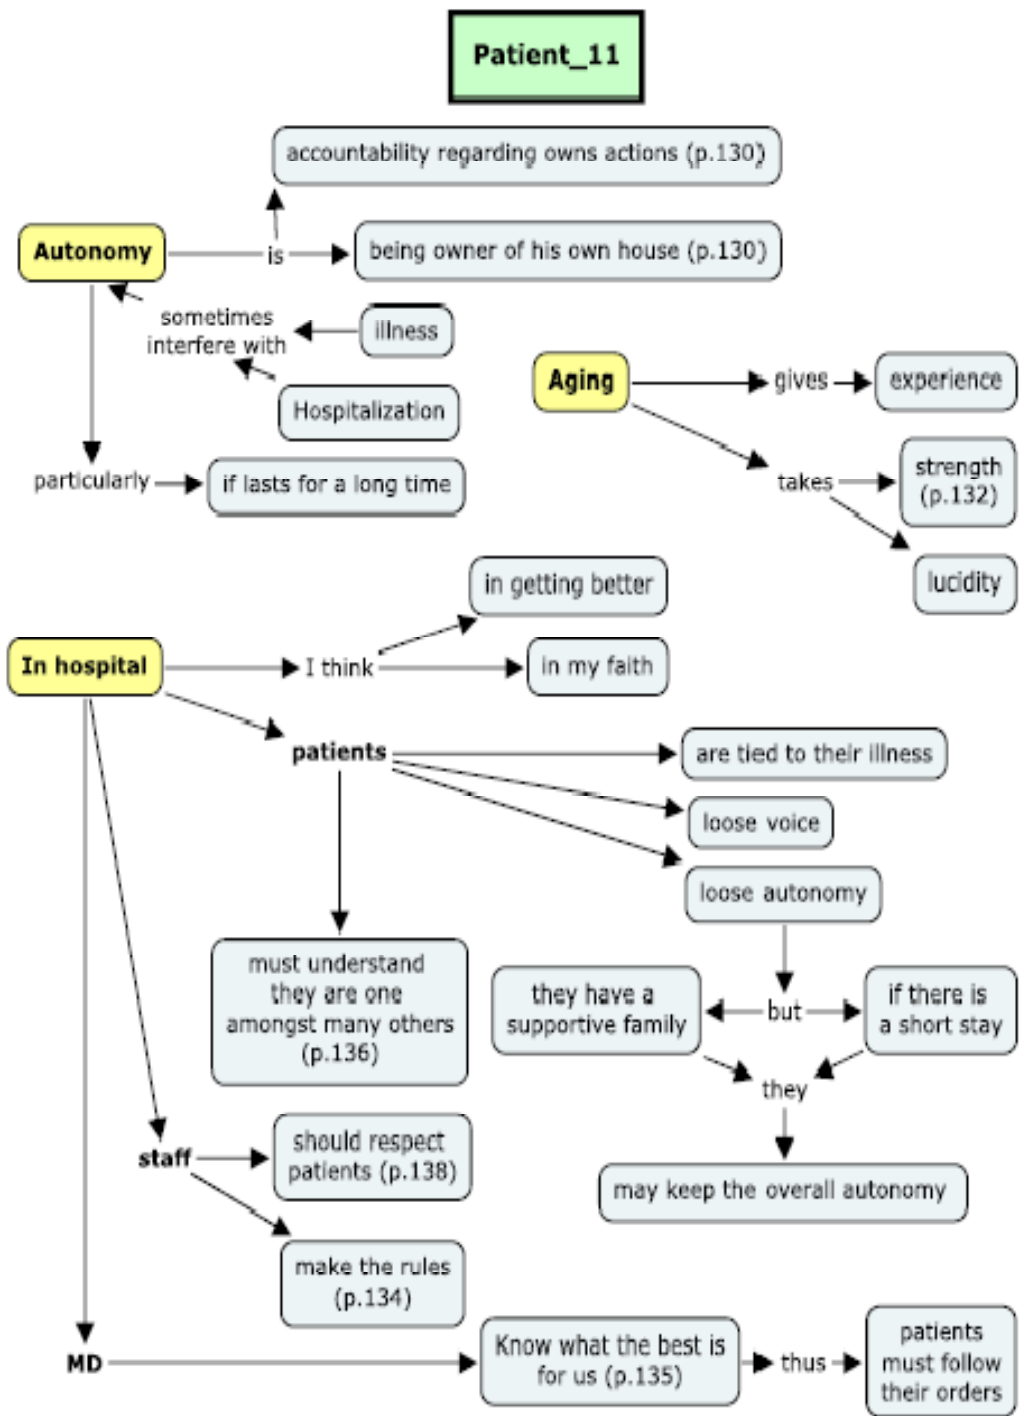 Patient_11
accountability regarding owns actions (p.130)
Autonomy
is
being owner of his own house (p.130)
sometimes
interfere with
illness
Hospitalization
particularly
if lasts for a long time
Aging
gives
experience
takes
strength
(p.132)
lucidity
in getting better
In hospital
I think
in my faith
patients
are tied to their illness
loose voice
loose autonomy
must understand
they are one
amongst many others
(p.136)
they have a
supportive family
but
if there is
a short stay
they
may keep the overall autonomy
staff
should respect
patients (p.138)
make the rules
(p.134)
MD
Know what the best is
for us (p.135)
thus
patients
must follow
their orders